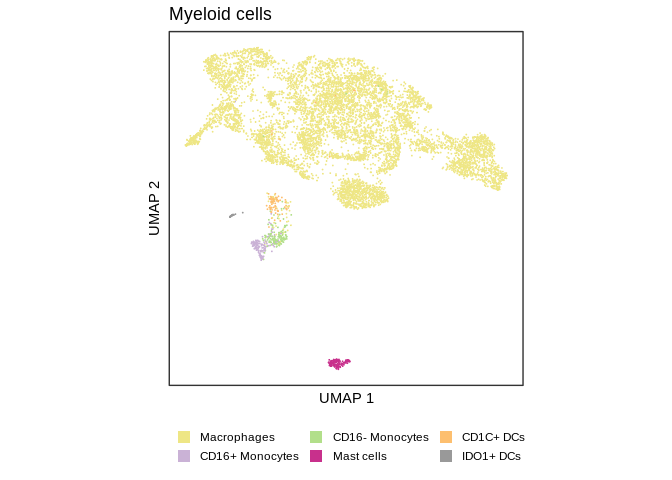 Myeloid cells
UMAP 2
UMAP 1
Macrophages
CD16- Monocytes
CD1C+ DCs
CD16+ Monocytes
Mast cells
IDO1+ DCs